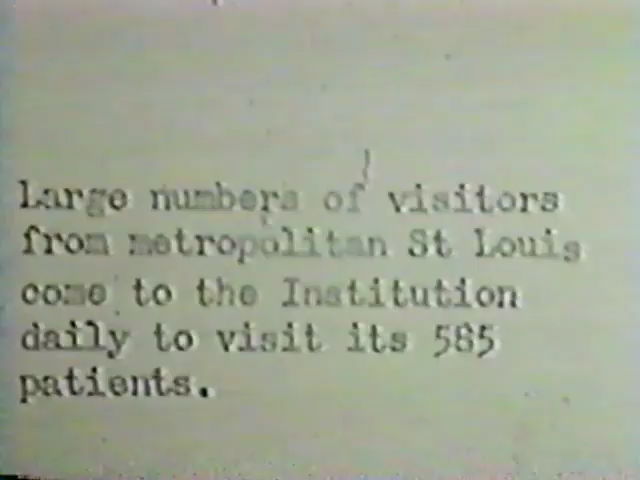 Large numbers of visitors
from metropolitan St Louis
come to the Institution
daily to visit its 585
patients.